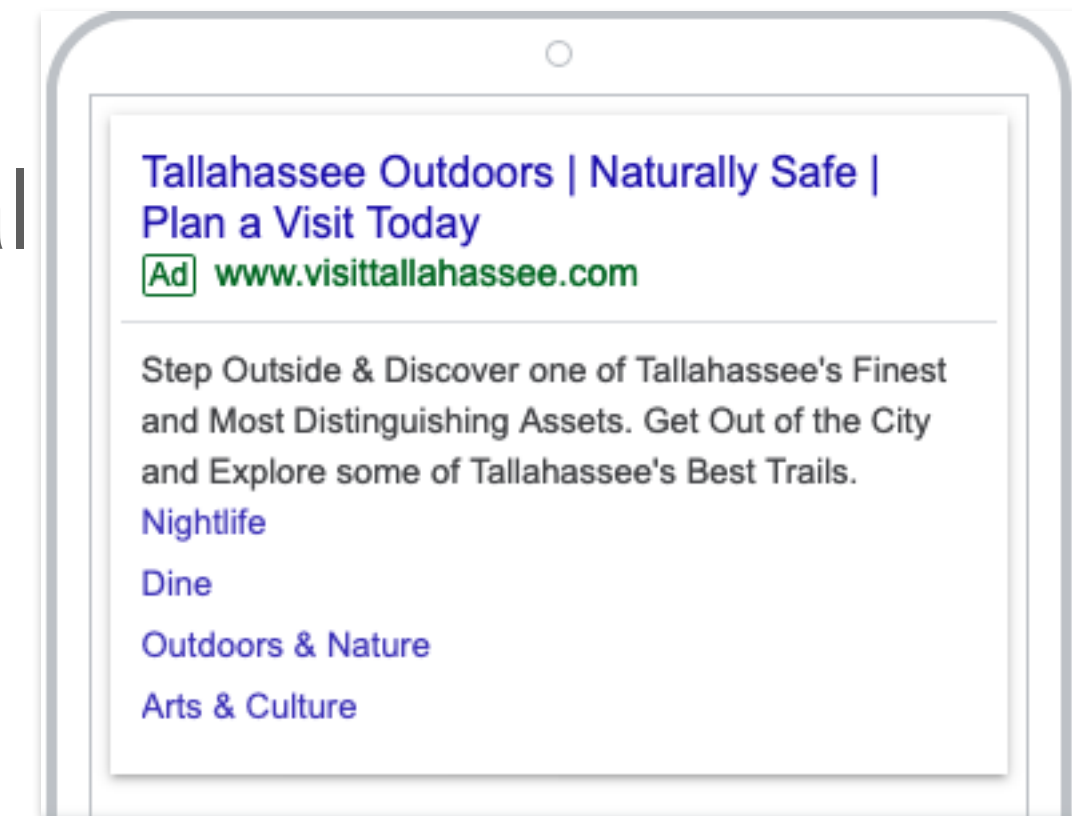 Tallahassee Outdoors | Naturally Safe |
Plan a Visit Today
Ad www.visittallahassee.com
Step Outside & Discover one of Tallahassee's Finest
and Most Distinguishing Assets. Get Out of the City
and Explore some of Tallahassee's Best Trails.
Nightlife
Dine
Outdoors & Nature
Arts & Culture